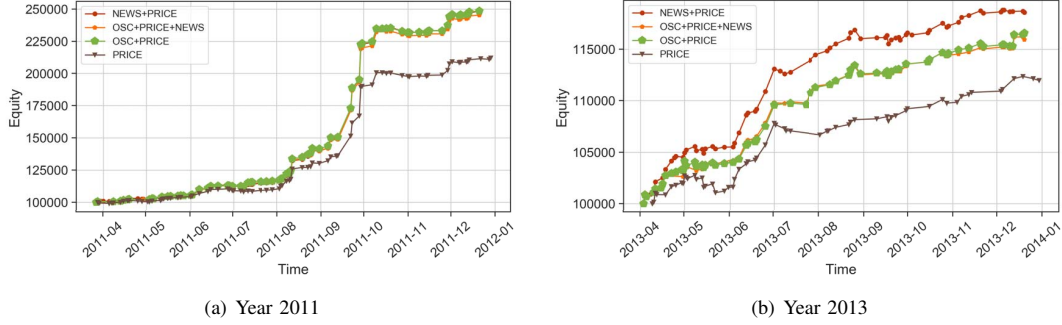 NEWS+PRICE
OSC+PRICE+NEWS
OSC+PRICE
PRICE
250000
225000
200000
175000
150000
125000
100000
Equity
2011-04
2011-05
2011-06
2011-07
2011-08
2011-09
2011-10
2011-11
2011-12
2012-01
Time
(a) Year 2011
NEWS+PRICE
OSC+PRICE+NEWS
OSC+PRICE
PRICE
115000
110000
105000
100000
Equity
2013-04
2013-05
2013-06
2013-07
2013-08
2013-09
2013-10
2013-11
2013-12
2014-01
Time
(b) Year 2013